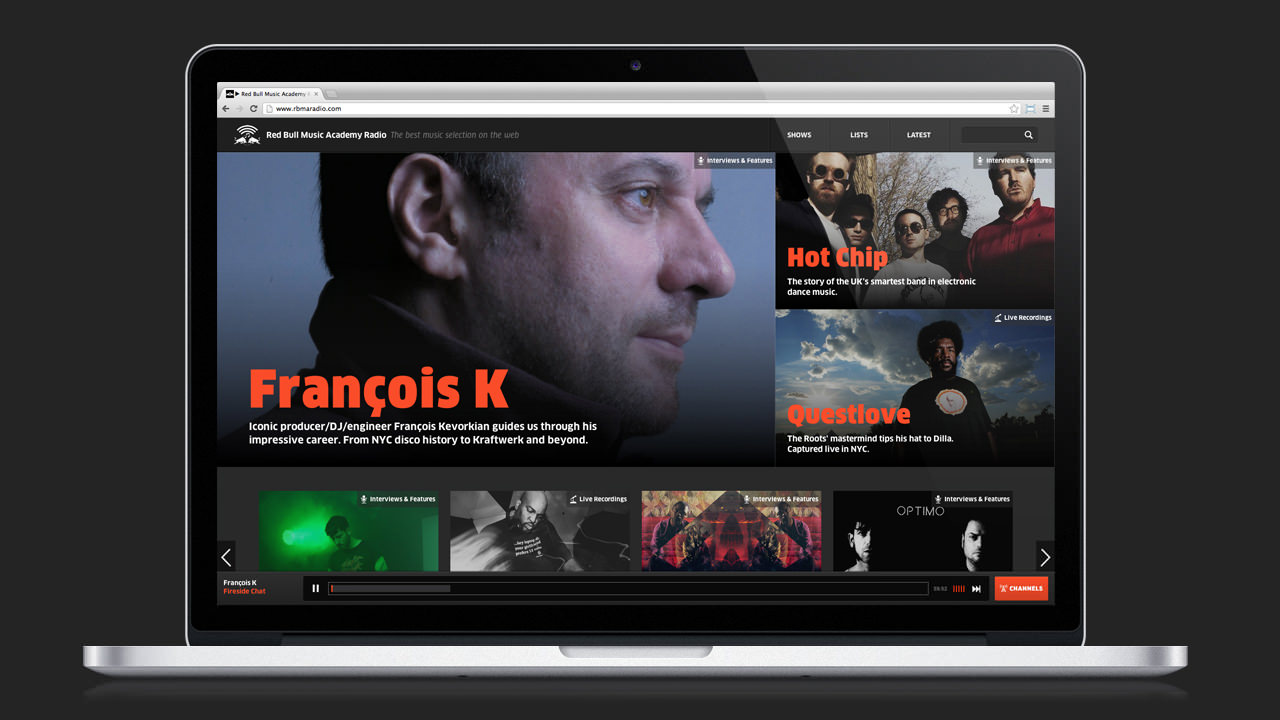 Red Bull Music Academy
www.rbmaradio.com
Red Bull Music Academy Radio The best music selection on the web
SHOWS
LISTS
LATEST
Interviews & Features
François K
Iconic producer/DJ/engineer François Kevorkian guides us through his
impressive career. From NYC disco history to Kraftwerk and beyond.
Interviews & Features
Hot Chip
The story of the UK's smartest band in electronic
dance music.
Live Recordings
Questlove
The Roots' mastermind tips his hat to Dilla.
Captured live in NYC.
Interviews & Features
Live Recordings
Interviews & Features
Interviews & Features
OPTIMO
François K
Fireside Chat
CHANNELS